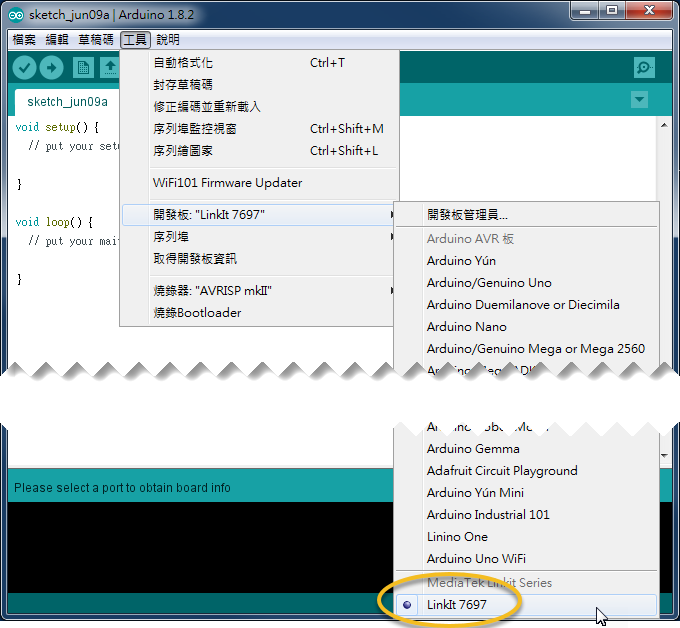 sketch_jun09a | Arduino 1.8.2
檔案 編輯 草稿碼 工具 說明
自動格式化 Ctrl+T
封存草稿碼
修正編碼並重新載入
序列埠監控視窗 Ctrl+Shift+M
序列繪圖家 Ctrl+Shift+L
WiFi101 Firmware Updater
開發板: "LinkIt 7697"
序列埠
取得開發板資訊
燒錄器: "AVRISP mkII"
燒錄Bootloader
sketch_jun09a
void setup() {
// put your setu
}
void loop() {
// put your mai
}
開發板管理員...
Arduino AVR 板
Arduino Yún
Arduino/Genuino Uno
Arduino Duemilanove or Diecimila
Arduino Nano
Arduino/Genuino Mega or Mega 2560
Arduino Gemma
Adafruit Circuit Playground
Arduino Yún Mini
Arduino Industrial 101
Linino One
Arduino Uno WiFi
MediaTek Linkit Series
LinkIt 7697
Please select a port to obtain board info